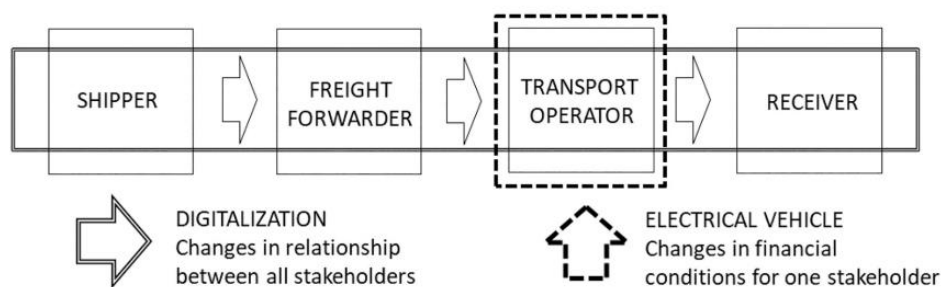 SHIPPER
FREIGHT
FORWARDER
TRANSPORT
OPERATOR
RECEIVER
DIGITALIZATION
Changes in relationship
between all stakeholders
ELECTRICAL VEHICLE
Changes in financial
conditions for one stakeholder